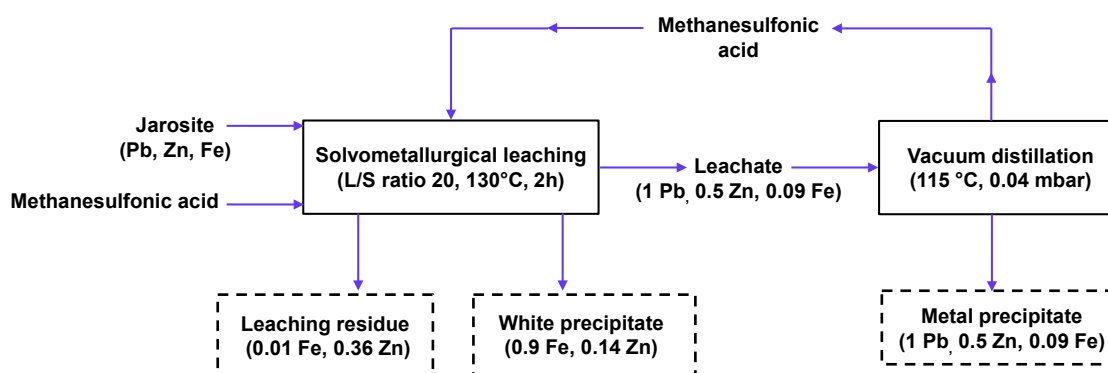 Methanesulfonic
acid
Jarosite
(Pb, Zn, Fe)
Methanesulfonic acid
Solvometallurgical leaching
(L/S ratio 20, 130°C, 2h)
Leachate
(1 Pb, 0.5 Zn, 0.09 Fe)
Vacuum distillation
(115 °C, 0.04 mbar)
Leaching residue
(0.01 Fe, 0.36 Zn)
White precipitate
(0.9 Fe, 0.14 Zn)
Metal precipitate
(1 Pb, 0.5 Zn, 0.09 Fe)